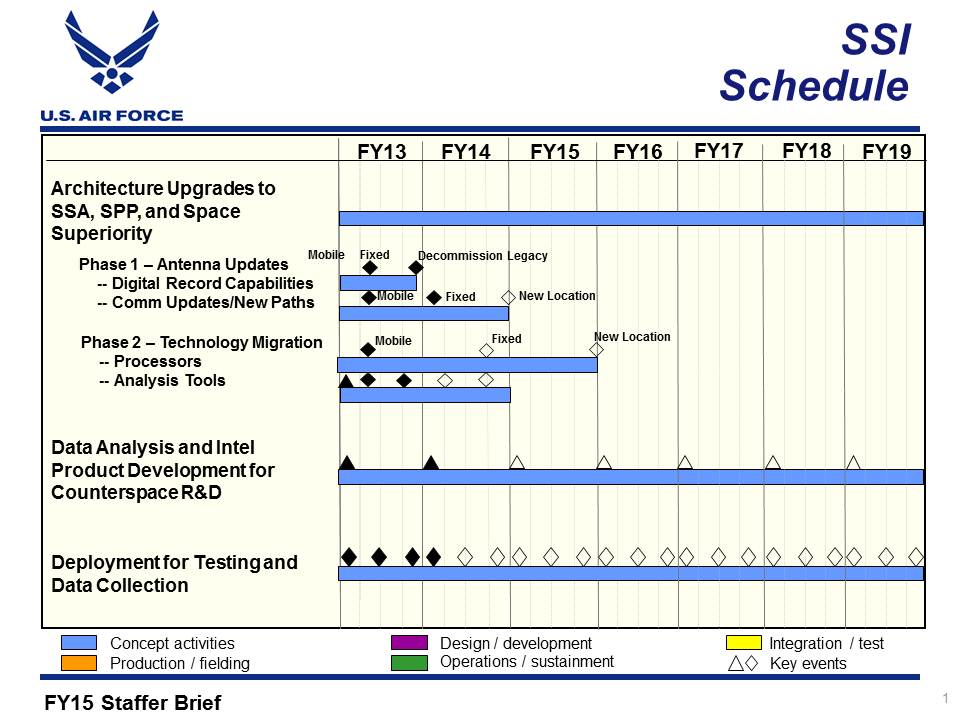 SSI
Schedule
U.S. AIR FORCE
FY13 FY14 FY15 FY16 FY17 FY18 FY19
Architecture Upgrades to
SSA, SPP, and Space
Superiority
Mobile Fixed Decommission Legacy
Phase 1 – Antenna Updates
-- Digital Record Capabilities
-- Comm Updates/New Paths
Mobile Fixed New Location
Phase 2 – Technology Migration
Mobile Fixed New Location
-- Processors
-- Analysis Tools
Data Analysis and Intel
Product Development for
Counterspace R&D
Deployment for Testing and
Data Collection
Concept activities Design / development Integration / test
Production / fielding Operations / sustainment Key events
FY15 Staffer Brief
1